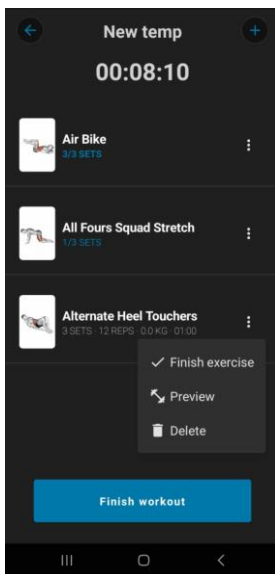 New temp
00:08:10
Air Bike
3/3 SETS
All Fours Squad Stretch
1/3 SETS
Alternate Heel Touchers
3 SETS · 12 REPS · 0.0 KG · 01:00
Finish exercise
Preview
Delete
Finish workout